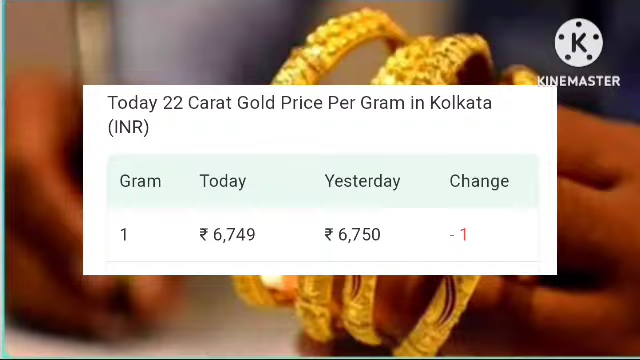 K
KINEMASTER
Today 22 Carat Gold Price Per Gram in Kolkata
(INR)
Gram Today Yesterday Change
1 ₹ 6,749 ₹ 6,750 - 1